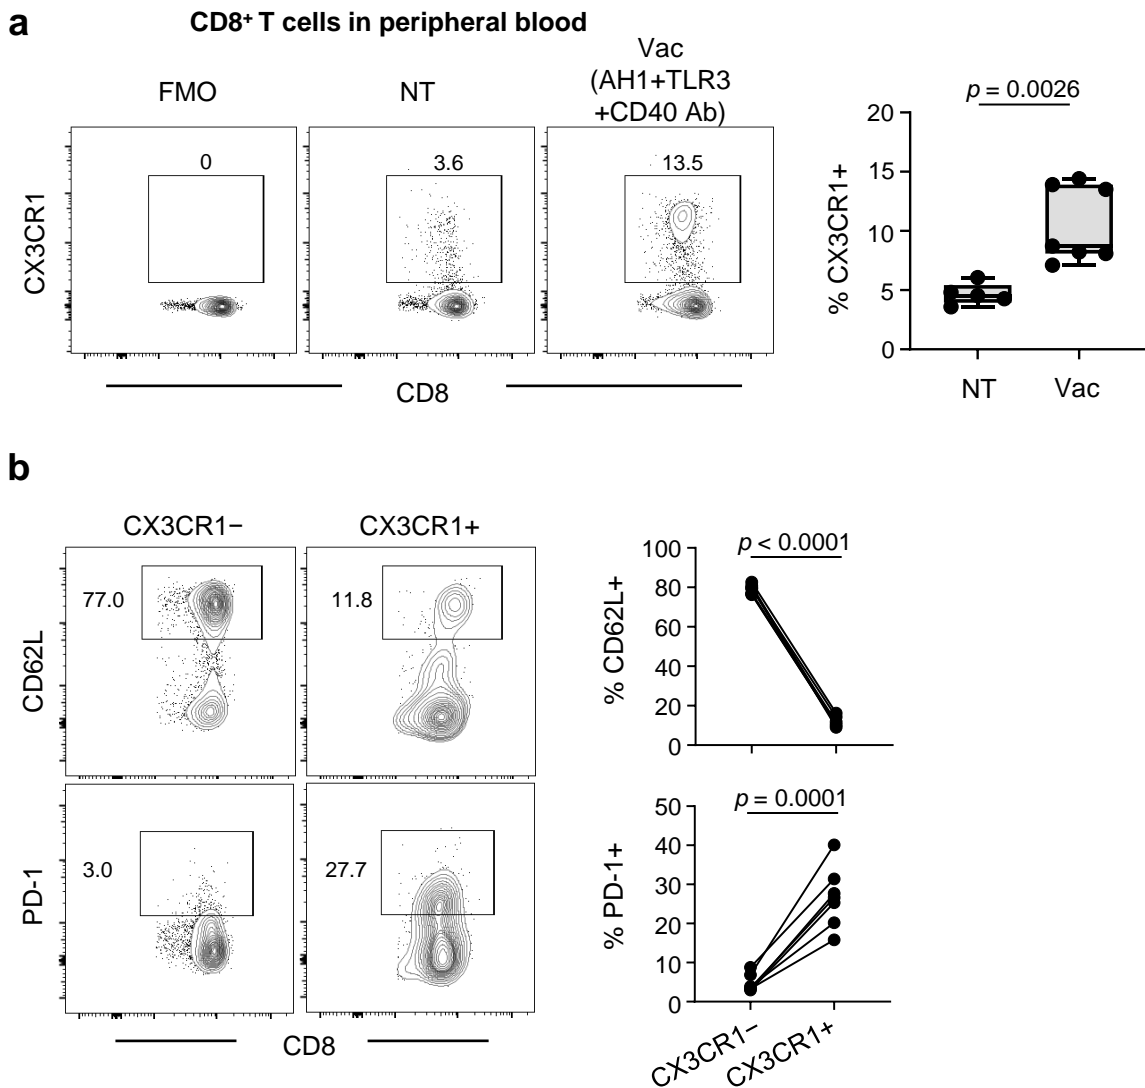 a
CD8+ T cells in peripheral blood
FMO
NT
Vac
(AH1+TLR3
+CD40 Ab)
0
3.6
13.5
CX3CR1
CD8
p = 0.0026
20
15
10
5
0
% CX3CR1+
NT
Vac
b
CX3CR1−
CX3CR1+
77.0
11.8
CD62L
3.0
27.7
PD-1
CD8
p < 0.0001
100
80
60
40
20
0
% CD62L+
p = 0.0001
50
40
30
20
10
0
% PD-1+
CX3CR1−
CX3CR1+